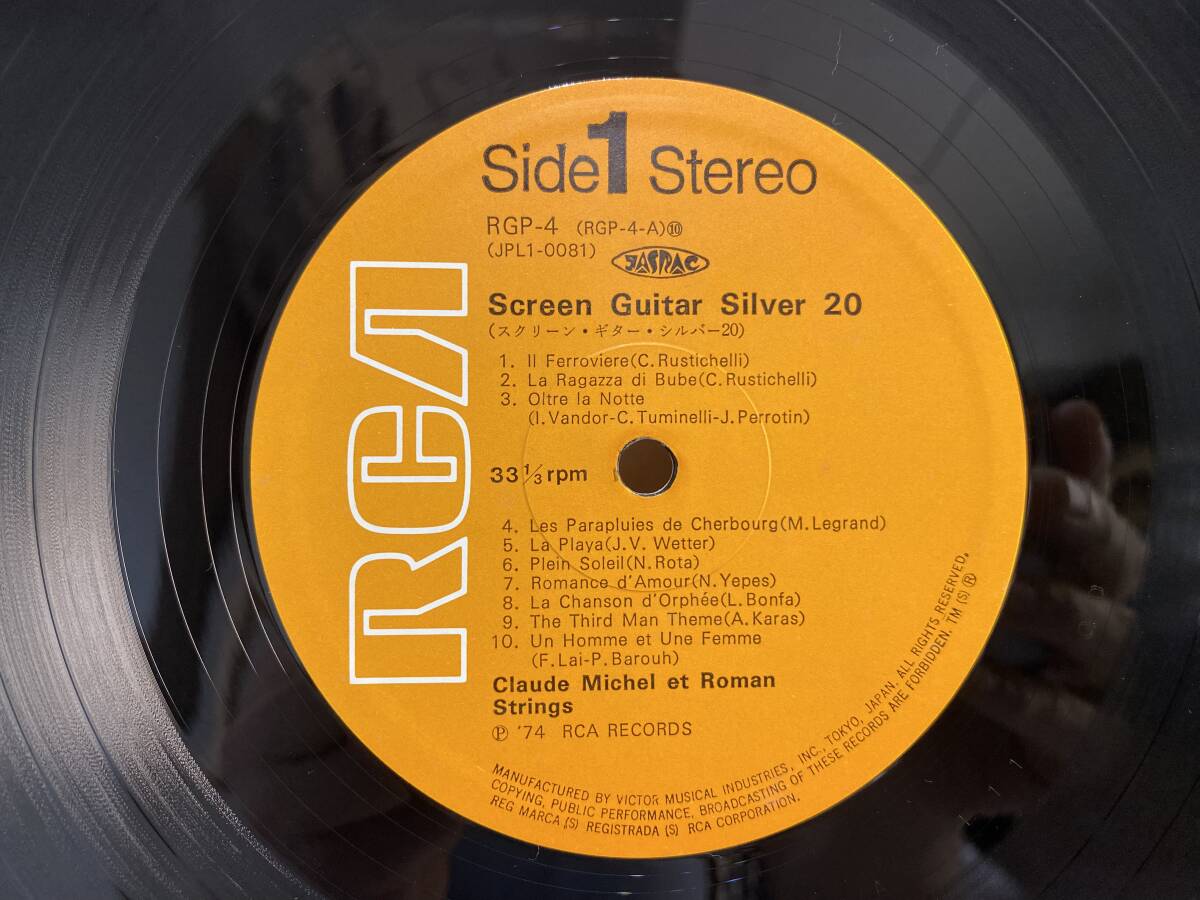 Side 1 Stereo
RGP-4 (RGP-4-A)⑩
(JPL1-0081) JASRAC
Screen Guitar Silver 20
(スクリーン・ギター・シルバー20)
1. Il Ferroviere(C. Rustichelli)
2. La Ragazza di Bube(C. Rustichelli)
3. Oltre la Notte
(I. Vandor-C. Tuminelli-J. Perrotin)
33 1/3 rpm
4. Les Parapluies de Cherbourg(M. Legrand)
5. La Playa(J. V. Wetter)
6. Plein Soleil(N. Rota)
7. Romance d'Amour(N. Yepes)
8. La Chanson d'Orphée(L. Bonfa)
9. The Third Man Theme(A. Karas)
10. Un Homme et Une Femme
(F. Lai-P. Barouh)
Claude Michel et Roman
Strings
Ⓟ '74 RCA RECORDS
RCA
MANUFACTURED BY VICTOR MUSICAL INDUSTRIES, INC., TOKYO, JAPAN. ALL RIGHTS RESERVED.
COPYING, PUBLIC PERFORMANCE, BROADCASTING OF THESE RECORDS ARE FORBIDDEN. TM (S) ®
REG MARCA (S) REGISTRADA (S) RCA CORPORATION.